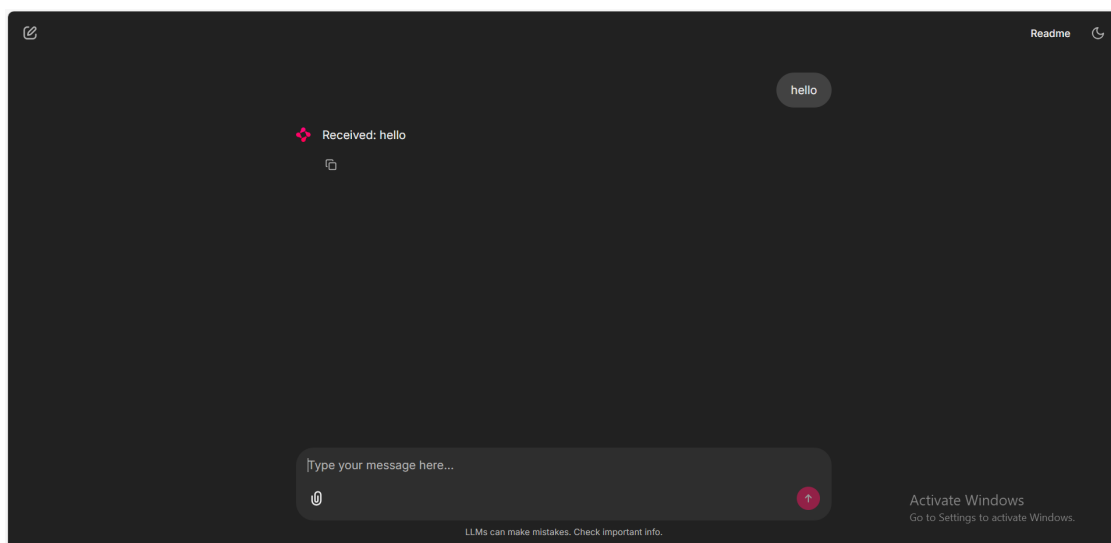 Readme
hello
Received: hello
Type your message here...
Activate Windows
Go to Settings to activate Windows.
LLMs can make mistakes. Check important info.